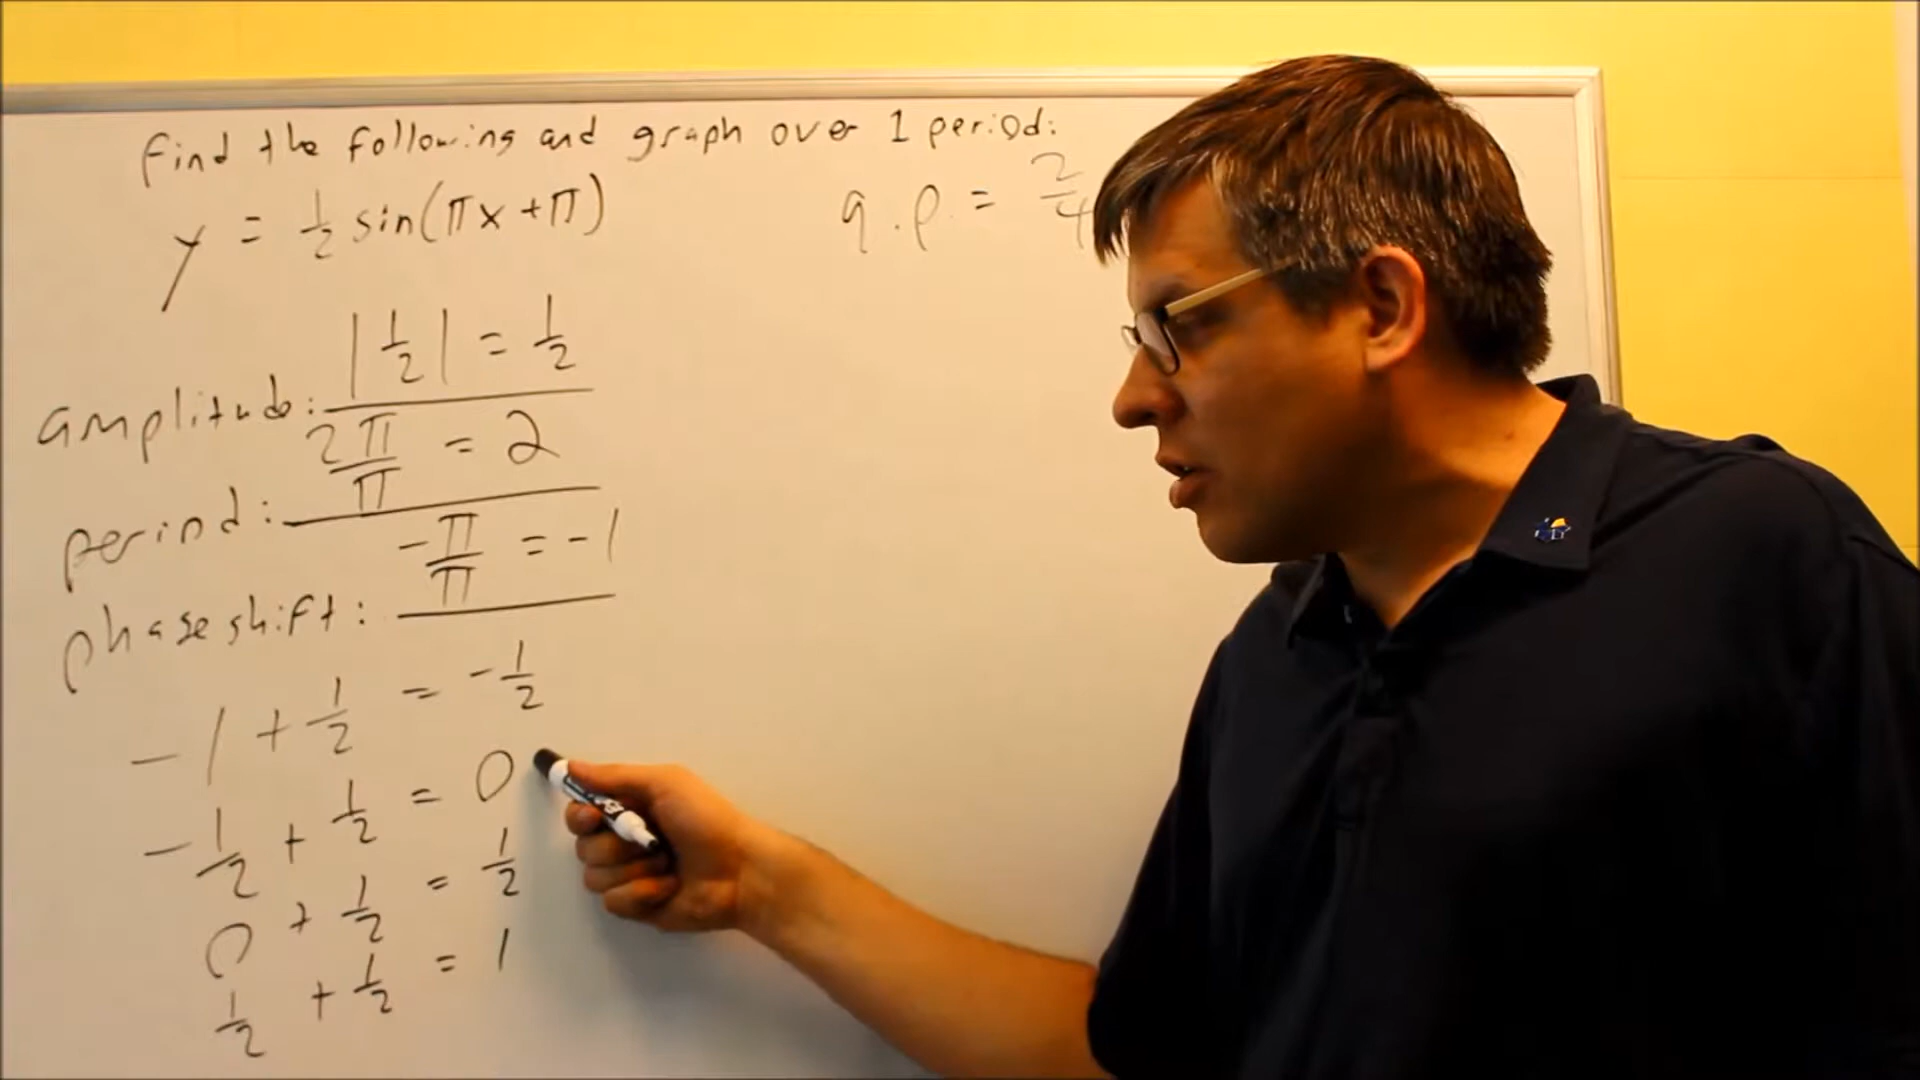 Find the following and graph over 1 period:
y = 1/2 sin(πx+π)
q.p. = 2/4
amplitude: |1/2| = 1/2
period: 2π/π = 2
phase shift: -π/π = -1
-1 + 1/2 = -1/2
-1/2 + 1/2 = 0
0 + 1/2 = 1/2
1/2 + 1/2 = 1